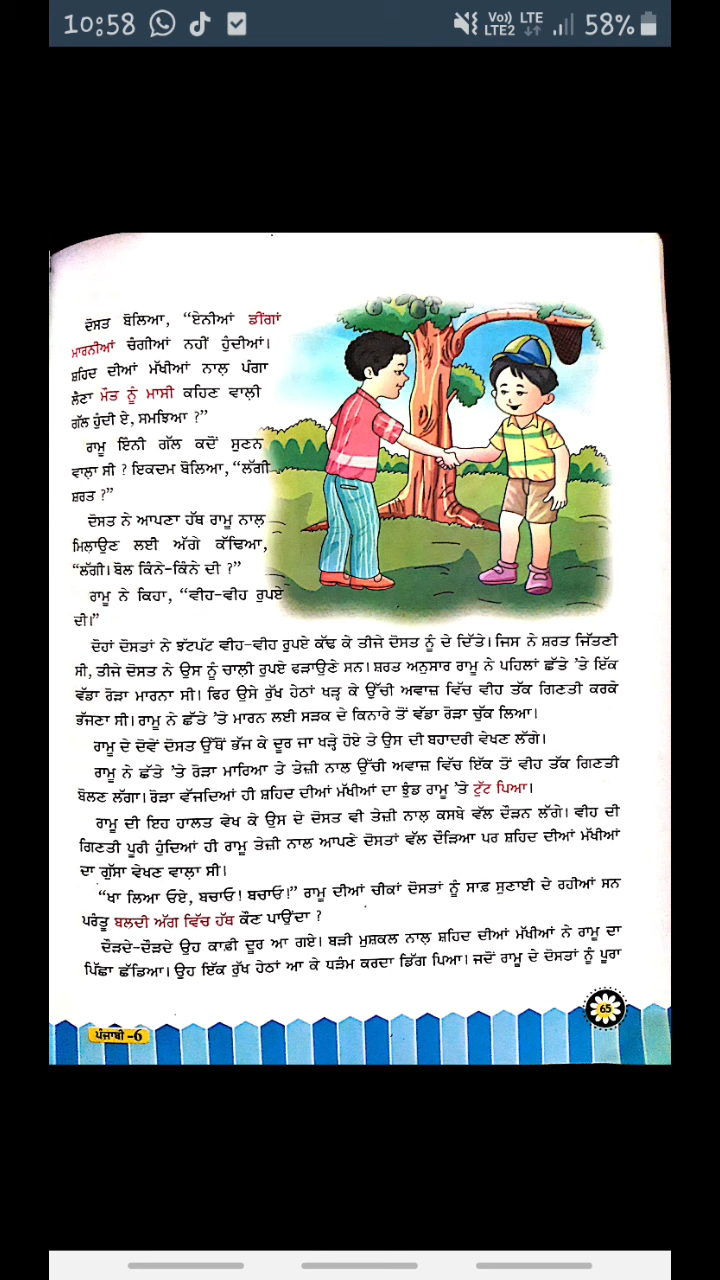 10:58
Vo)) LTE
LTE2
58%
ਦੋਸਤ ਬੋਲਿਆ, “ਏਨੀਆਂ ਡੀਂਗਾਂ
ਮਾਰਨੀਆਂ ਚੰਗੀਆਂ ਨਹੀਂ ਹੁੰਦੀਆਂ।
ਸ਼ਹਿਦ ਦੀਆਂ ਮੱਖੀਆਂ ਨਾਲ਼ ਪੰਗਾ
ਲੈਣਾ ਮੌਤ ਨੂੰ ਮਾਸੀ ਕਹਿਣ ਵਾਲ਼ੀ
ਗੱਲ ਹੁੰਦੀ ਏ, ਸਮਝਿਆ ?”
ਰਾਮੂ ਇੰਨੀ ਗੱਲ ਕਦੋਂ ਸੁਣਨ
ਵਾਲ਼ਾ ਸੀ ? ਇਕਦਮ ਬੋਲਿਆ, “ਲੱਗੀ
ਸ਼ਰਤ ?”
ਦੋਸਤ ਨੇ ਆਪਣਾ ਹੱਥ ਰਾਮੂ ਨਾਲ਼
ਮਿਲਾਉਣ ਲਈ ਅੱਗੇ ਕੱਢਿਆ,
“ਲੱਗੀ। ਬੋਲ ਕਿੰਨੇ-ਕਿੰਨੇ ਦੀ ?”
ਰਾਮੂ ਨੇ ਕਿਹਾ, “ਵੀਹ-ਵੀਹ ਰੁਪਏ
ਦੀ।”
ਦੋਹਾਂ ਦੋਸਤਾਂ ਨੇ ਝੱਟਪੱਟ ਵੀਹ-ਵੀਹ ਰੁਪਏ ਕੱਢ ਕੇ ਤੀਜੇ ਦੋਸਤ ਨੂੰ ਦੇ ਦਿੱਤੇ। ਜਿਸ ਨੇ ਸ਼ਰਤ ਜਿੱਤਣੀ
ਸੀ, ਤੀਜੇ ਦੋਸਤ ਨੇ ਉਸ ਨੂੰ ਚਾਲ਼ੀ ਰੁਪਏ ਫੜਾਉਣੇ ਸਨ। ਸ਼ਰਤ ਅਨੁਸਾਰ ਰਾਮੂ ਨੇ ਪਹਿਲਾਂ ਛੱਤੇ ’ਤੇ ਇੱਕ
ਵੱਡਾ ਰੋੜਾ ਮਾਰਨਾ ਸੀ। ਫਿਰ ਉਸੇ ਰੁੱਖ ਹੇਠਾਂ ਖੜ੍ਹ ਕੇ ਉੱਚੀ ਅਵਾਜ਼ ਵਿੱਚ ਵੀਹ ਤੱਕ ਗਿਣਤੀ ਕਰਕੇ
ਭੱਜਣਾ ਸੀ। ਰਾਮੂ ਨੇ ਛੱਤੇ ’ਤੇ ਮਾਰਨ ਲਈ ਸੜਕ ਦੇ ਕਿਨਾਰੇ ਤੋਂ ਵੱਡਾ ਰੋੜਾ ਚੁੱਕ ਲਿਆ।
ਰਾਮੂ ਦੇ ਦੋਵੇਂ ਦੋਸਤ ਉੱਥੋਂ ਭੱਜ ਕੇ ਦੂਰ ਜਾ ਖੜ੍ਹੇ ਹੋਏ ਤੇ ਉਸ ਦੀ ਬਹਾਦਰੀ ਵੇਖਣ ਲੱਗੇ।
ਰਾਮੂ ਨੇ ਛੱਤੇ ’ਤੇ ਰੋੜਾ ਮਾਰਿਆ ਤੇ ਤੇਜ਼ੀ ਨਾਲ ਉੱਚੀ ਅਵਾਜ਼ ਵਿੱਚ ਇੱਕ ਤੋਂ ਵੀਹ ਤੱਕ ਗਿਣਤੀ
ਬੋਲਣ ਲੱਗਾ। ਰੋੜਾ ਵੱਜਦਿਆਂ ਹੀ ਸ਼ਹਿਦ ਦੀਆਂ ਮੱਖੀਆਂ ਦਾ ਝੁੰਡ ਰਾਮੂ ’ਤੇ ਟੁੱਟ ਪਿਆ।
ਰਾਮੂ ਦੀ ਇਹ ਹਾਲਤ ਵੇਖ ਕੇ ਉਸ ਦੇ ਦੋਸਤ ਵੀ ਤੇਜ਼ੀ ਨਾਲ਼ ਕਸਬੇ ਵੱਲ ਦੌੜਨ ਲੱਗੇ। ਵੀਹ ਦੀ
ਗਿਣਤੀ ਪੂਰੀ ਹੁੰਦਿਆਂ ਹੀ ਰਾਮੂ ਤੇਜ਼ੀ ਨਾਲ ਆਪਣੇ ਦੋਸਤਾਂ ਵੱਲ ਦੌੜਿਆ ਪਰ ਸ਼ਹਿਦ ਦੀਆਂ ਮੱਖੀਆਂ
ਦਾ ਗੁੱਸਾ ਵੇਖਣ ਵਾਲ਼ਾ ਸੀ।
“ਖਾ ਲਿਆ ਓਏ, ਬਚਾਓ! ਬਚਾਓ!” ਰਾਮੂ ਦੀਆਂ ਚੀਕਾਂ ਦੋਸਤਾਂ ਨੂੰ ਸਾਫ਼ ਸੁਣਾਈ ਦੇ ਰਹੀਆਂ ਸਨ
ਪਰੰਤੂ ਬਲਦੀ ਅੱਗ ਵਿੱਚ ਹੱਥ ਕੌਣ ਪਾਉਂਦਾ ?
ਦੌੜਦੇ-ਦੌੜਦੇ ਉਹ ਕਾਫ਼ੀ ਦੂਰ ਆ ਗਏ। ਬੜੀ ਮੁਸ਼ਕਲ ਨਾਲ਼ ਸ਼ਹਿਦ ਦੀਆਂ ਮੱਖੀਆਂ ਨੇ ਰਾਮੂ ਦਾ
ਪਿੱਛਾ ਛੱਡਿਆ। ਉਹ ਇੱਕ ਰੁੱਖ ਹੇਠਾਂ ਆ ਕੇ ਧੜੰਮ ਕਰਦਾ ਡਿੱਗ ਪਿਆ। ਜਦੋਂ ਰਾਮੂ ਦੇ ਦੋਸਤਾਂ ਨੂੰ ਪੂਰਾ
65
ਪੰਜਾਬੀ -6